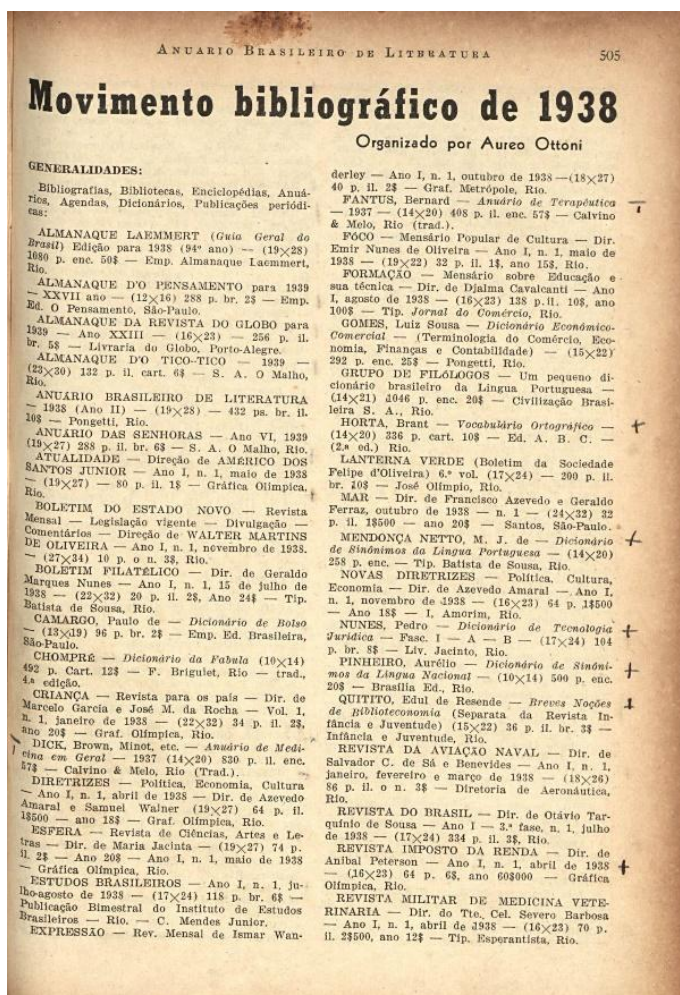 ANUARIO BRASILEIRO DE LITERATURA 505
Movimento bibliográfico de 1938
Organizado por Aureo Ottoni
GENERALIDADES:
Bibliografias, Bibliotecas, Enciclopédias, Anuá-
rios, Agendas, Dicionários, Publicações periódi-
cas:
ALMANAQUE LAEMMERT (Guia Geral do
Brasil) Edição para 1938 (94º ano) — (19×28)
1080 p. enc. 50$ — Emp. Almanaque Laemmert,
Rio.
ALMANAQUE D'O PENSAMENTO para 1939
— XXVII ano — (12×16) 288 p. br. 2$ — Emp.
Ed. O Pensamento, São-Paulo.
ALMANAQUE DA REVISTA DO GLOBO para
1939 — Ano XXIII — (16×23) — 256 p. il.
br. 5$ — Livraria do Globo, Porto-Alegre.
ALMANAQUE D'O TICO-TICO — 1939 —
(23×30) 132 p. il. cart. 6$ — S. A. O Malho,
Rio.
ANUÁRIO BRASILEIRO DE LITERATURA
— 1938 (Ano II) — (19×28) — 432 ps. br. il.
10$ — Pongetti, Rio.
ANUÁRIO DAS SENHORAS — Ano VI, 1939
(19×27) 288 p. il. br. 6$ — S. A. O Malho, Rio.
ATUALIDADE — Direção de AMÉRICO DOS
SANTOS JUNIOR — Ano I, n. 1, maio de 1938
— (19×27) — 80 p. il. 1$ — Gráfica Olímpica,
Rio.
BOLETIM DO ESTADO NOVO — Revista
Mensal — Legislação vigente — Divulgação —
Comentários — Direção de WALTER MARTINS
DE OLIVEIRA — Ano I, n. 1, novembro de 1938.
— (27×34) 10 p. o n. 3$, Rio.
BOLETIM FILATÉLICO — Dir. de Geraldo
Marques Nunes — Ano I, n. 1, 15 de julho de
1938 — (22×32) 20 p. il. 2$, Ano 24$ — Tip.
Batista de Sousa, Rio.
CAMARGO, Paulo de — Dicionário de Bolso
— (13×19) 96 p. br. 2$ — Emp. Ed. Brasileira,
São-Paulo.
CHOMPRÉ — Dicionário da Fabula (10×14)
492 p. Cart. 12$ — F. Briguiet, Rio — trad.,
4.ª edição.
CRIANÇA — Revista para os pais — Dir. de
Marcelo Garcia e José M. da Rocha — Vol. I,
n. 1, janeiro de 1938 — (22×32) 34 p. il. 2$,
ano 20$ — Graf. Olímpica, Rio.
DICK, Brown, Minot, etc. — Anuário de Medi-
cina em Geral — 1937 (14×20) 830 p. il. enc.
57$ — Calvino & Melo, Rio (Trad.).
DIRETRIZES — Política, Economia, Cultura
— Ano I, n. 1, abril de 1938 — Dir. de Azevedo
Amaral e Samuel Walner (19×27) 64 p. il.
1$500 — ano 18$ — Graf. Olímpica, Rio.
ESFERA — Revista de Ciências, Artes e Le-
tras — Dir. de Maria Jacinta — (19×27) 74 p.
il. 2$ — Ano 20$ — Ano I, n. 1, maio de 1938
— Gráfica Olímpica, Rio.
ESTUDOS BRASILEIROS — Ano I, n. 1, ju-
lho-agosto de 1938 — (17×24) 118 p. br. 6$ —
Publicação Bimestral do Instituto de Estudos
Brasileiros — Rio. — C. Mendes Junior.
EXPRESSÃO — Rev. Mensal de Ismar Wan-
derley — Ano I, n. 1, outubro de 1938 —(18×27)
40 p. il. 2$ — Graf. Metrópole, Rio.
FANTUS, Bernard — Anuário de Terapêutica
— 1937 — (14×20) 408 p. il. enc. 57$ — Calvino
& Melo, Rio (trad.).
FÓCO — Mensário Popular de Cultura — Dir.
Emir Nunes de Oliveira — Ano I, n. 1, maio de
1938 — (19×22) 32 p. il. 1$, ano 15$, Rio.
FORMAÇÃO — Mensário sobre Educação e
sua técnica — Dir. de Djalma Cavalcanti — Ano
I, agosto de 1938 — (16×23) 138 p. il. 10$, ano
100$ — Tip. Jornal do Comércio, Rio.
GOMES, Luiz Sousa — Dicionário Econômico-
Comercial — (Terminologia do Comércio, Eco-
nomia, Finanças e Contabilidade) — (15×22)
292 p. enc. 25$ — Pongetti, Rio.
GRUPO DE FILÓLOGOS — Um pequeno di-
cionário brasileiro da Lingua Portuguesa —
(14×21) 1046 p. enc. 20$ — Civilização Brasi-
leira S. A., Rio.
HORTA, Brant — Vocabulário Ortográfico —
(14×20) 336 p. cart. 10$ — Ed. A. B. C. —
(2.ª ed.) Rio.
LANTERNA VERDE (Boletim da Sociedade
Felipe d'Oliveira) 6.º vol. (17×24) — 200 p. il.
br. 10$ — José Olímpio, Rio.
MAR — Dir. de Francisco Azevedo e Geraldo
Ferraz, outubro de 1938 — n. 1 — (24×32) 32
p. il. 1$500 — ano 20$ — Santos, São-Paulo.
MENDONÇA NETTO, M. J. de — Dicionário
de Sinônimos da Língua Portuguesa — (14×20)
258 p. enc. — Tip. Batista de Sousa, Rio.
NOVAS DIRETRIZES — Política, Cultura,
Economia — Dir. de Azevedo Amaral — Ano I,
n. 1, novembro de 1938 — (16×23) 64 p. 1$500
— Ano 18$ — I, Amorim, Rio.
NUNES, Pedro — Dicionário de Tecnologia
Jurídica — Fasc. I — A — B — (17×24) 104
p. br. 8$ — Liv. Jacinto, Rio.
PINHEIRO, Aurélio — Dicionário de Sinôni-
mos da Língua Nacional — (10×14) 500 p. enc.
20$ — Brasília Ed., Rio.
QUITITO, Edul de Resende — Breves Noções
de Biblioteconomia (Separata da Revista In-
fância e Juventude) (15×22) 36 p. il. br. 3$ —
Infância e Juventude, Rio.
REVISTA DA AVIAÇÃO NAVAL — Dir. de
Salvador C. de Sá e Benevides — Ano I, n. 1,
janeiro, fevereiro e março de 1938 — (18×26)
86 p. il. o n. 3$ — Diretoria de Aeronáutica,
Rio.
REVISTA DO BRASIL — Dir. de Otávio Tar-
quínio de Sousa — Ano I — 3.ª fase, n. 1, julho
de 1938 — (17×24) 334 p. il. 3$, Rio.
REVISTA IMPOSTO DA RENDA — Dir. de
Anibal Peterson — Ano I, n. 1, abril de 1938
— (16×23) 64 p. 6$, ano 60$000 — Gráfica
Olímpica, Rio.
REVISTA MILITAR DE MEDICINA VETE-
RINARIA — Dir. do Tte. Cel. Severo Barbosa
— Ano I, n. 1, abril de 1938 — (16×23) 70 p.
il. 2$500, ano 12$ — Tip. Esperantista, Rio.